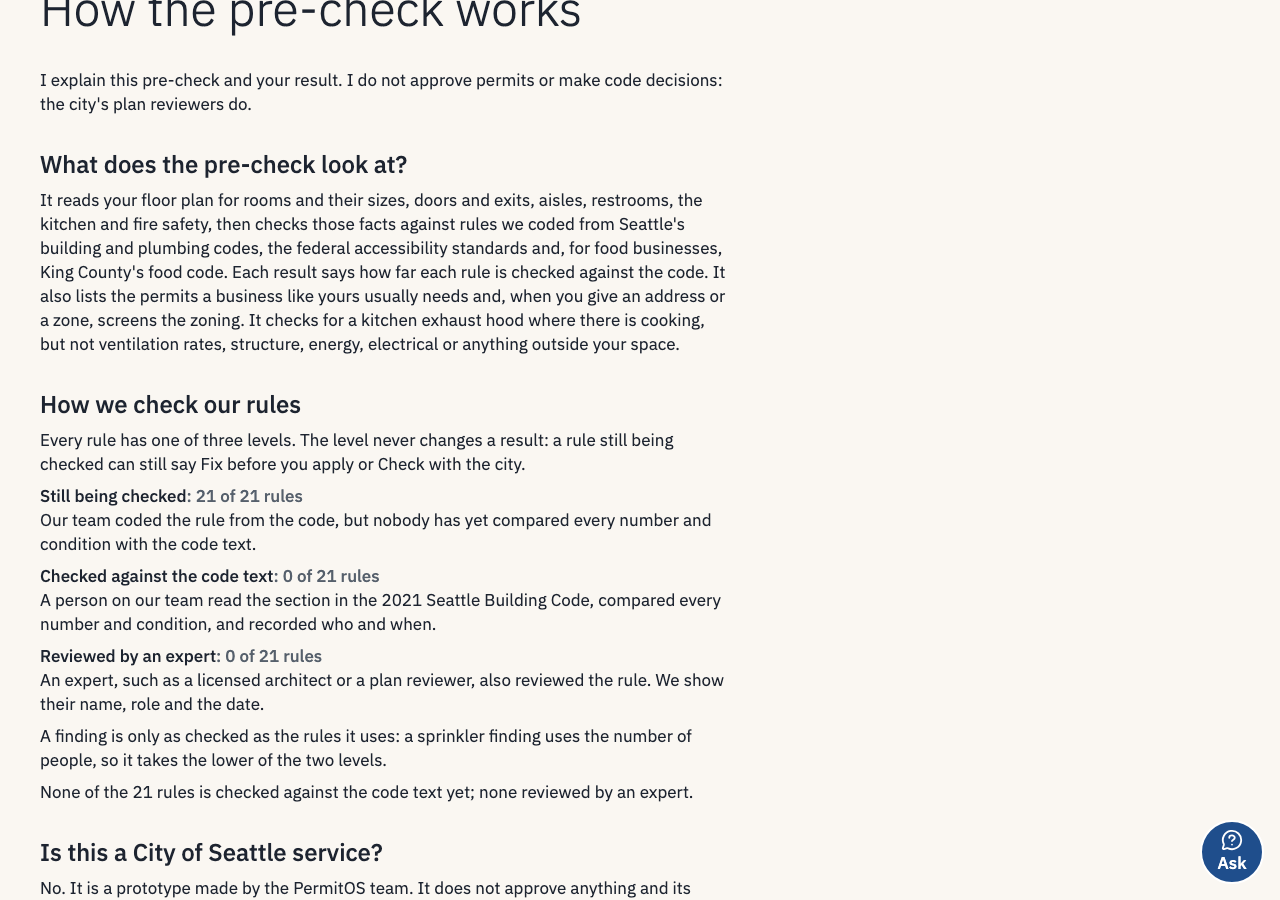 How the pre-check works
I explain this pre-check and your result. I do not approve permits or make code decisions:
the city's plan reviewers do.
What does the pre-check look at?
It reads your floor plan for rooms and their sizes, doors and exits, aisles, restrooms, the
kitchen and fire safety, then checks those facts against rules we coded from Seattle's
building and plumbing codes, the federal accessibility standards and, for food businesses,
King County's food code. Each result says how far each rule is checked against the code. It
also lists the permits a business like yours usually needs and, when you give an address or
a zone, screens the zoning. It checks for a kitchen exhaust hood where there is cooking,
but not ventilation rates, structure, energy, electrical or anything outside your space.
How we check our rules
Every rule has one of three levels. The level never changes a result: a rule still being
checked can still say Fix before you apply or Check with the city.
Still being checked: 21 of 21 rules
Our team coded the rule from the code, but nobody has yet compared every number and
condition with the code text.
Checked against the code text: 0 of 21 rules
A person on our team read the section in the 2021 Seattle Building Code, compared every
number and condition, and recorded who and when.
Reviewed by an expert: 0 of 21 rules
An expert, such as a licensed architect or a plan reviewer, also reviewed the rule. We show
their name, role and the date.
A finding is only as checked as the rules it uses: a sprinkler finding uses the number of
people, so it takes the lower of the two levels.
None of the 21 rules is checked against the code text yet; none reviewed by an expert.
Is this a City of Seattle service?
No. It is a prototype made by the PermitOS team. It does not approve anything and its
Ask